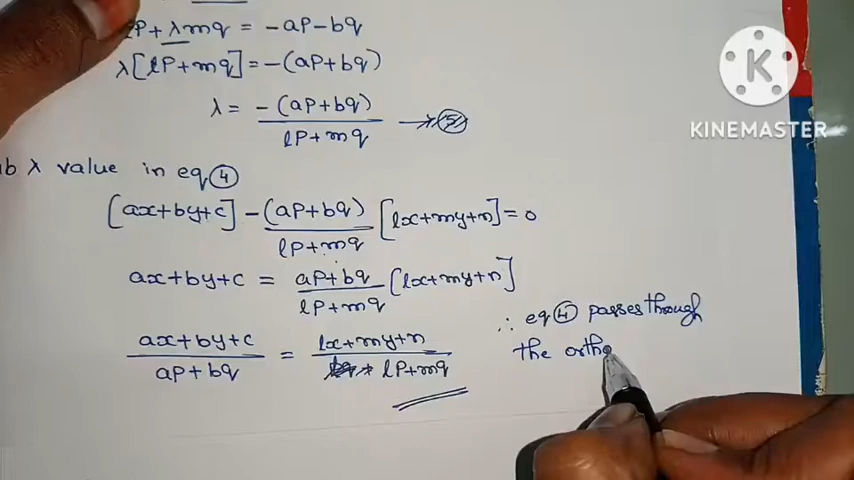 lP + λmq = -ap - bq
λ[lp + mq] = -(ap + bq)
λ = -(ap + bq) / lp + mq → (5)
λ value in eq (4)
[ax + by + c] - (ap + bq) / lp + mq [lx + my + n] = 0
ax + by + c = ap + bq / lp + mq [lx + my + n]
ax + by + c / ap + bq = lx + my + n / lp + mq
∴ eq (4) passes through
the ortho
K
KINEMASTER